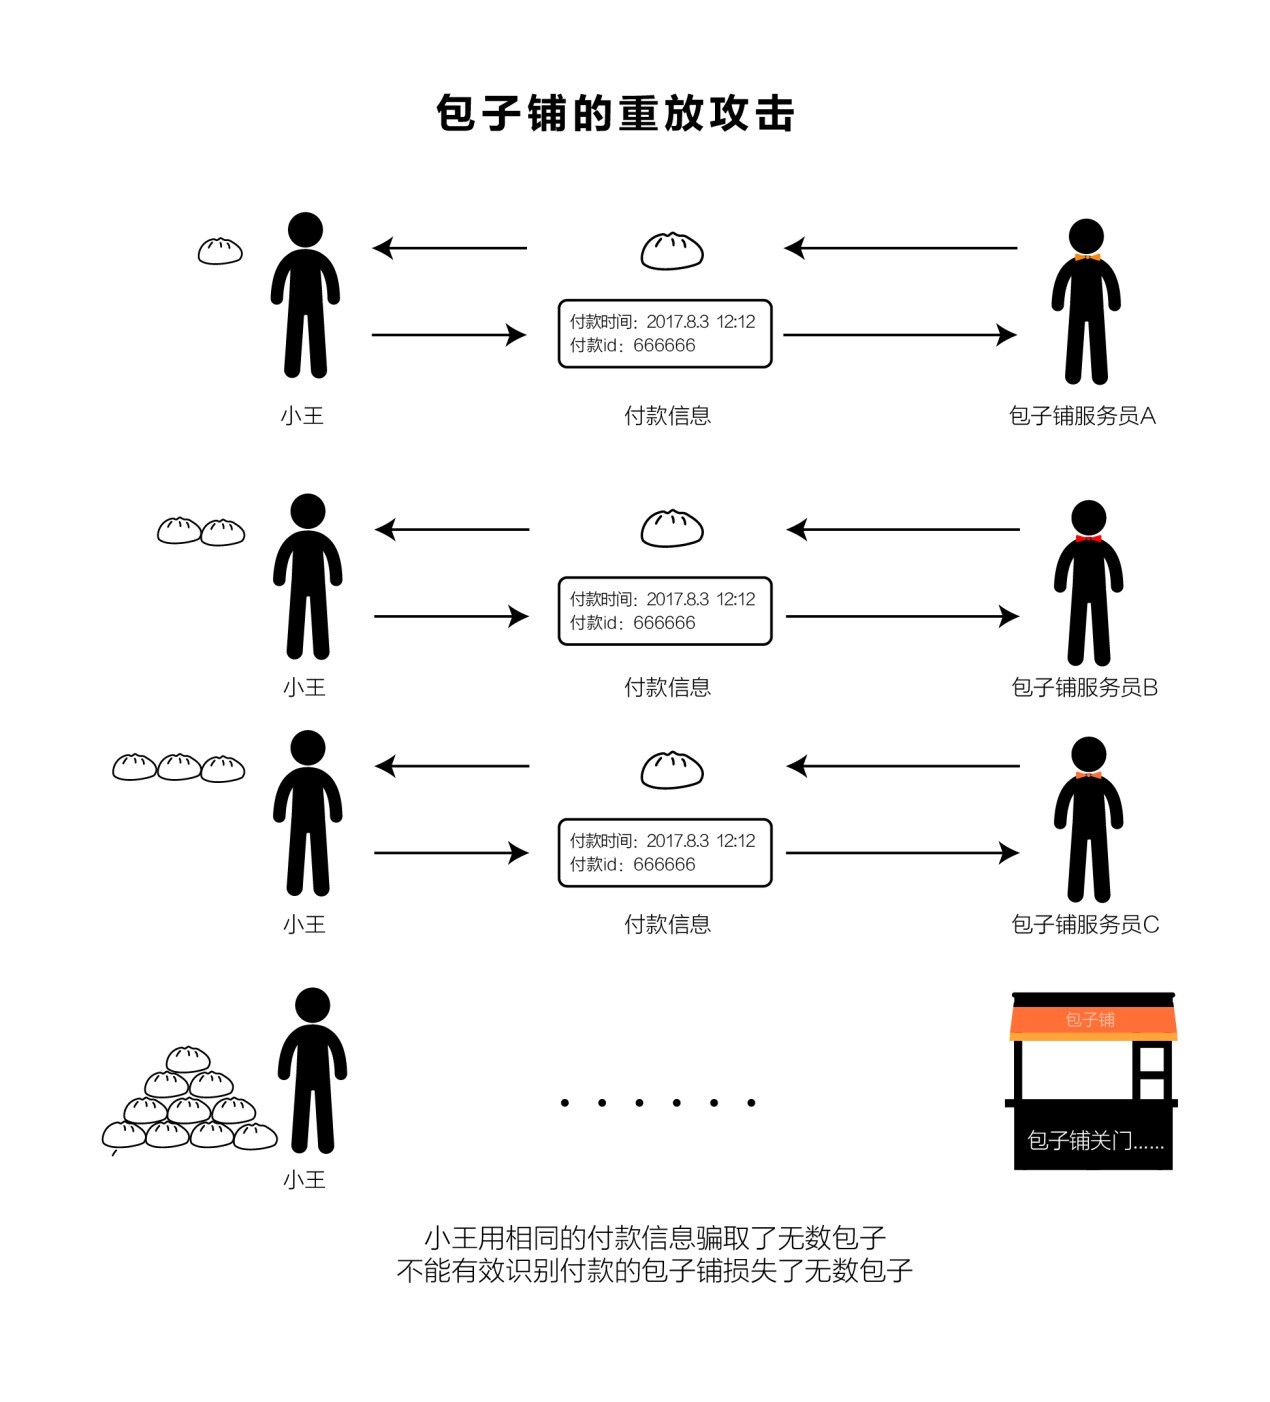 包子铺的重放攻击
付款时间：2017.8.3 12:12
付款id：666666
小王
付款信息
包子铺服务员A
付款时间：2017.8.3 12:12
付款id：666666
小王
付款信息
包子铺服务员B
付款时间：2017.8.3 12:12
付款id：666666
小王
付款信息
包子铺服务员C
包子铺
包子铺关门……
小王
小王用相同的付款信息骗取了无数包子
不能有效识别付款的包子铺损失了无数包子